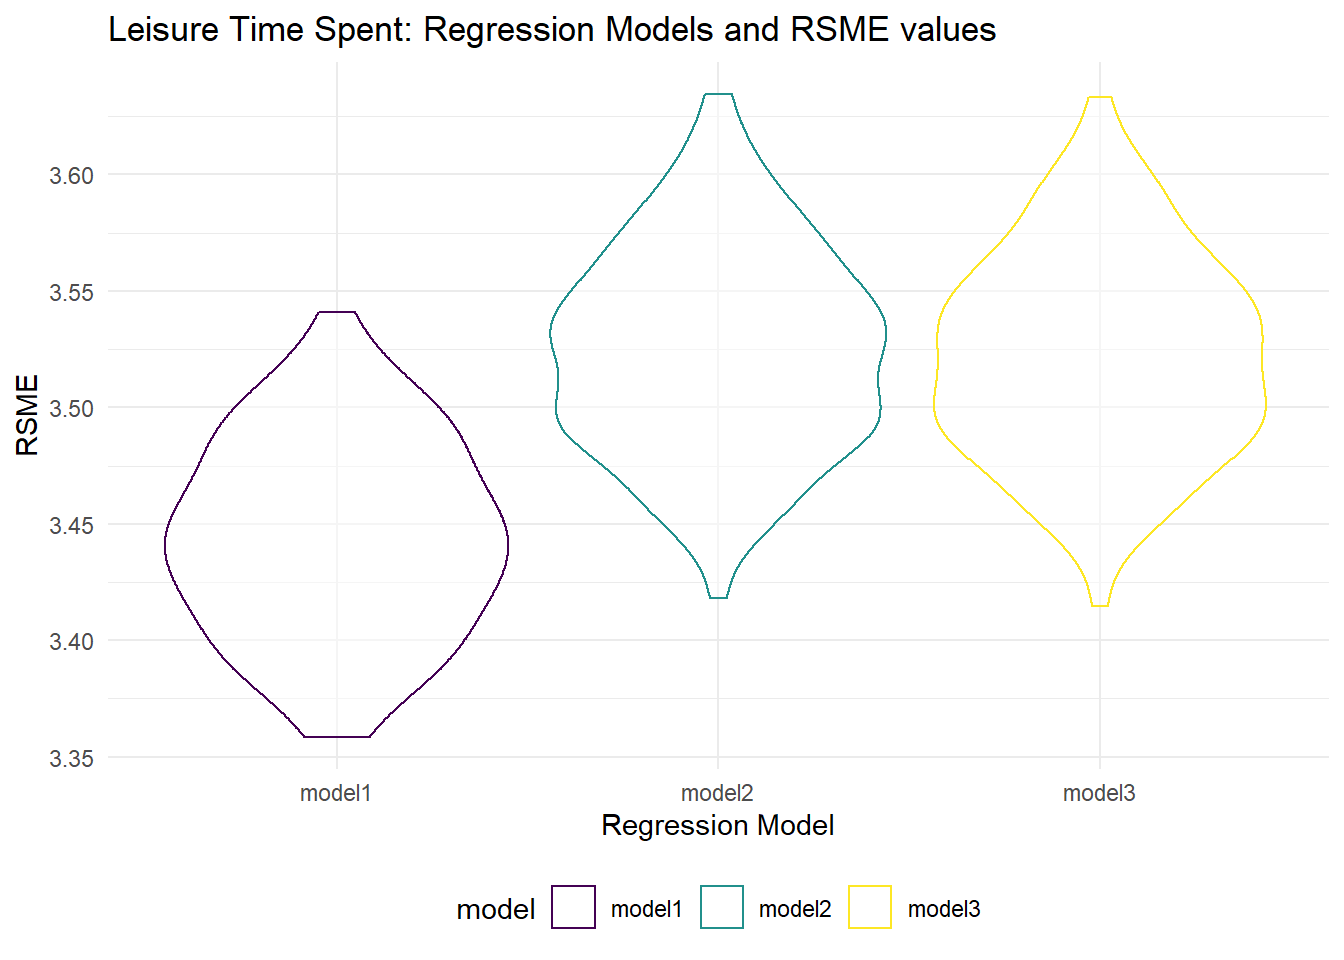 Leisure Time Spent: Regression Models and RSME values
RSME
3.60
3.55
3.50
3.45
3.40
3.35
model1 model2 model3
Regression Model
model model1 model2 model3